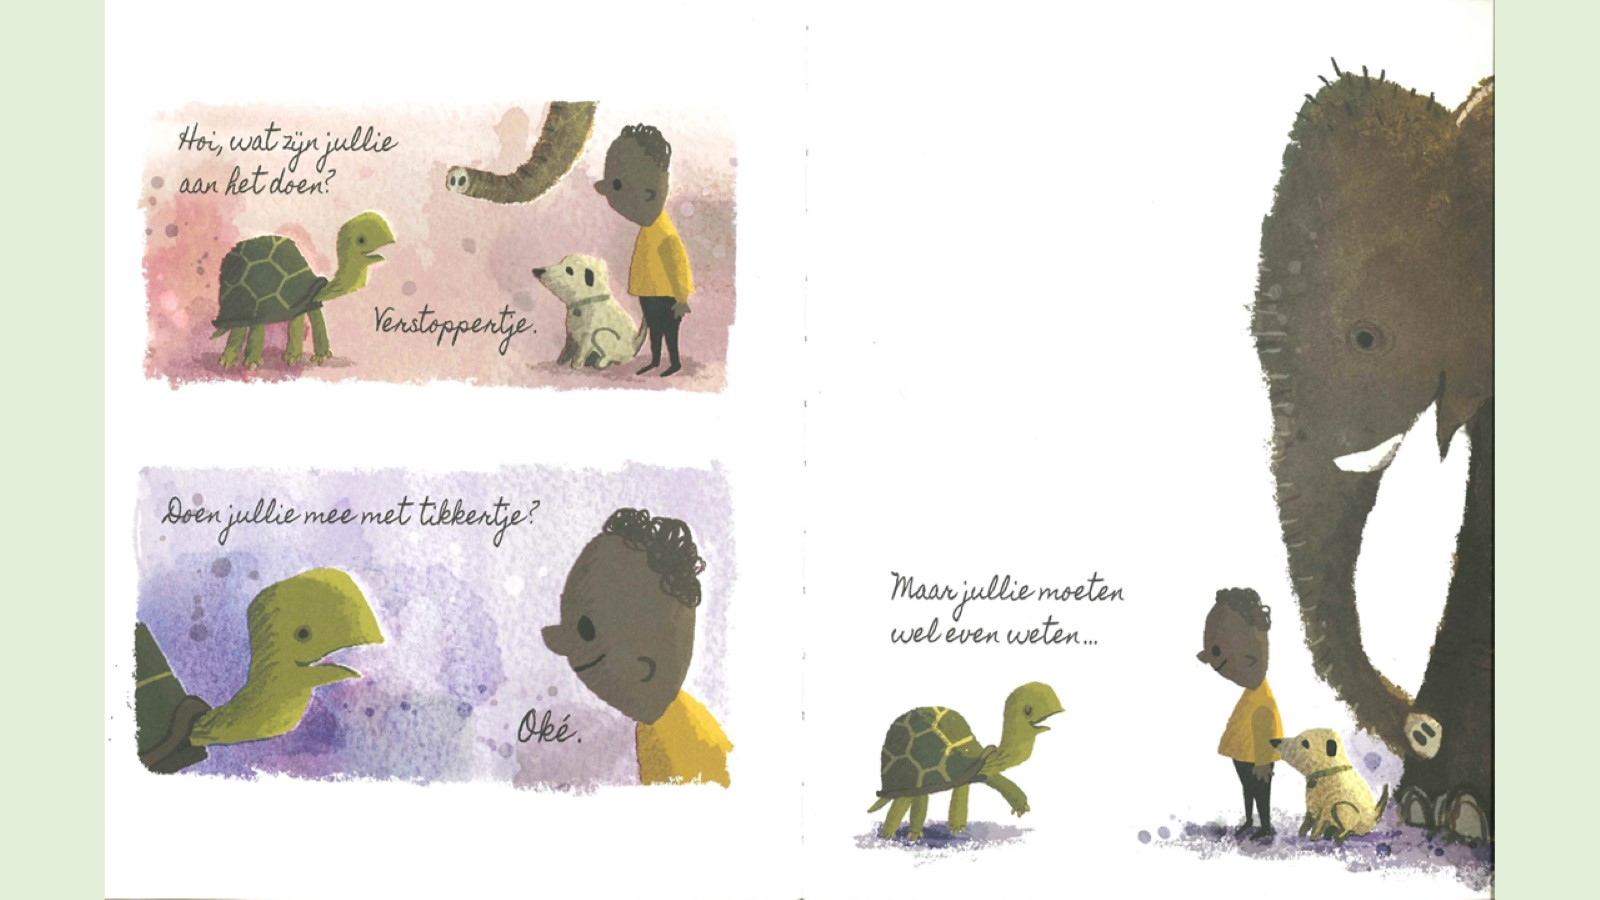 Hoi, wat zijn jullie
aan het doen?
Verstoppertje.
Doen jullie mee met tikkertje?
Oké.
Maar jullie moeten
wel even weten...